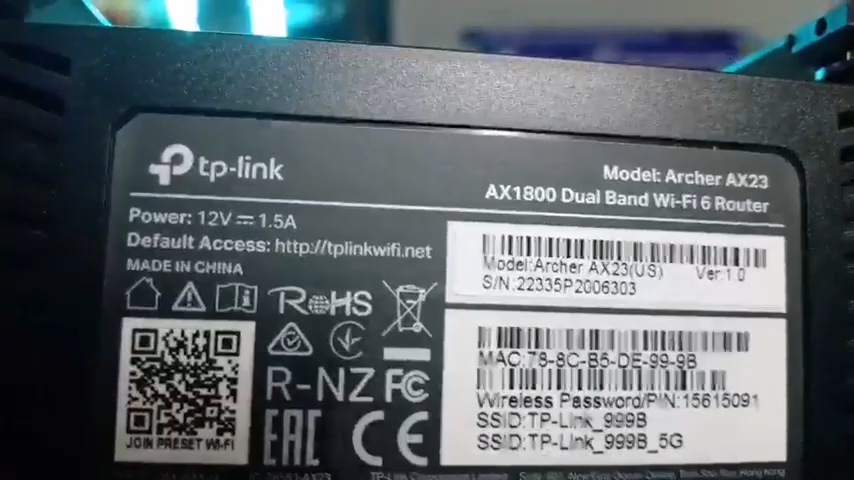 tp-link
Model: Archer AX23
AX1800 Dual Band Wi-Fi 6 Router
Power: 12V 1.5A
Default Access: http://tplinkwifi.net
MADE IN CHINA
Model:Archer AX23(US) Ver:1.0
S/N:22335P2006303
RoHS
MAC:78-8C-B5-DE-99-9B
Wireless Password/PIN:15615091
SSID:TP-Link_999B
SSID:TP-Link_999B_5G
R-NZ FC
EAC CE
JOIN PRESET WI-FI